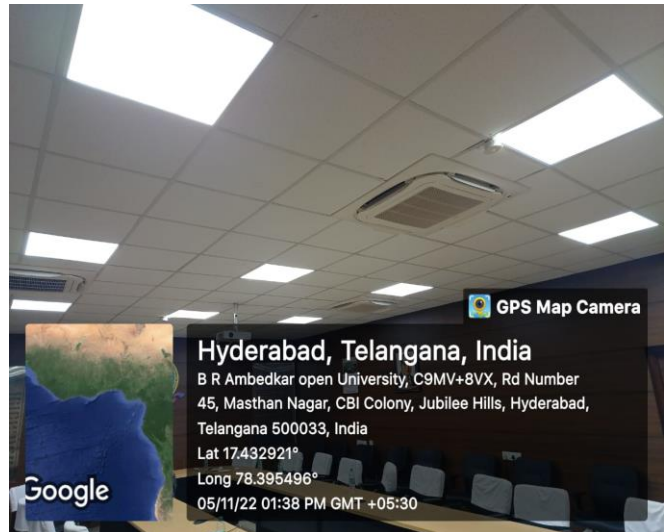 GPS Map Camera
Hyderabad, Telangana, India
B R Ambedkar open University, C9MV+8VX, Rd Number
45, Masthan Nagar, CBI Colony, Jubilee Hills, Hyderabad,
Telangana 500033, India
Lat 17.432921°
Long 78.395496°
05/11/22 01:38 PM GMT +05:30
Google